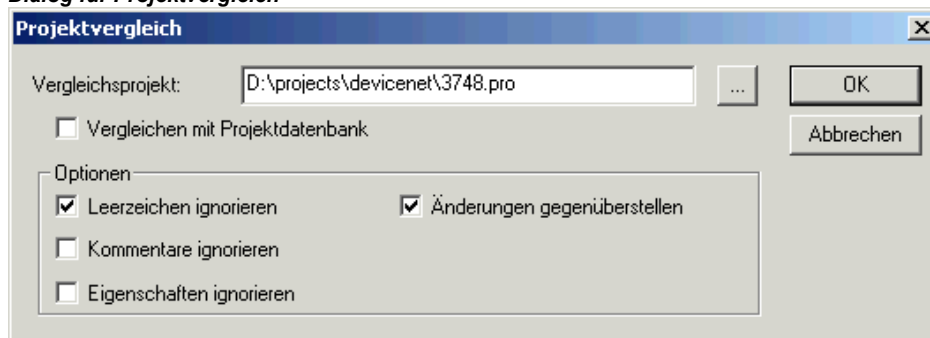 Dialog für Projektvergleich
Projektvergleich
Vergleichsprojekt: D:\projects\devicenet\3748.pro ... OK
Vergleichen mit Projektdatenbank Abbrechen
Optionen
Leerzeichen ignorieren Änderungen gegenüberstellen
Kommentare ignorieren
Eigenschaften ignorieren